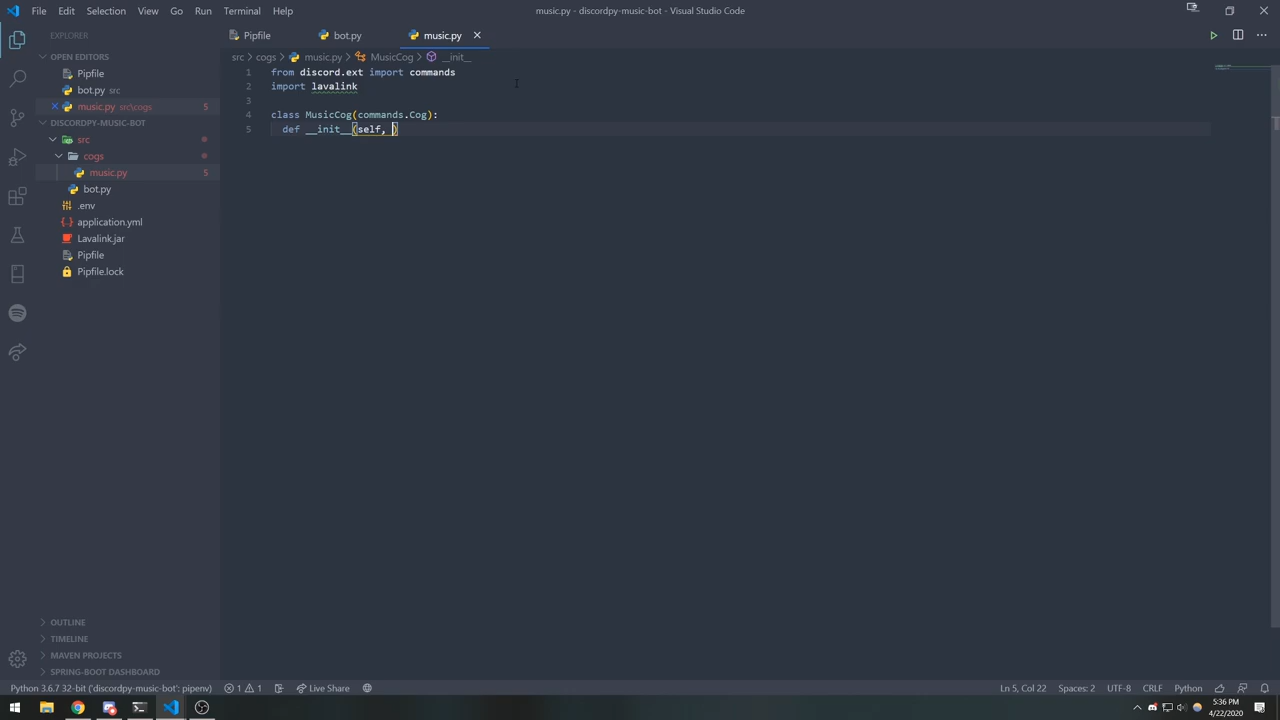 File Edit Selection View Go Run Terminal Help
music.py - discordpy-music-bot - Visual Studio Code
EXPLORER
OPEN EDITORS
Pipfile
bot.py src
music.py src\cogs 5
DISCORDPY-MUSIC-BOT
src
cogs
music.py 5
bot.py
.env
application.yml
Lavalink.jar
Pipfile
Pipfile.lock
OUTLINE
TIMELINE
MAVEN PROJECTS
SPRING-BOOT DASHBOARD
Pipfile bot.py music.py
src > cogs > music.py > MusicCog > __init__
1 from discord.ext import commands
2 import lavalink
3
4 class MusicCog(commands.Cog):
5 def __init__(self, )
Python 3.6.7 32-bit ('discordpy-music-bot': pipenv) 1 1 Live Share Ln 5, Col 22 Spaces: 2 UTF-8 CRLF Python
5:36 PM
4/22/2020